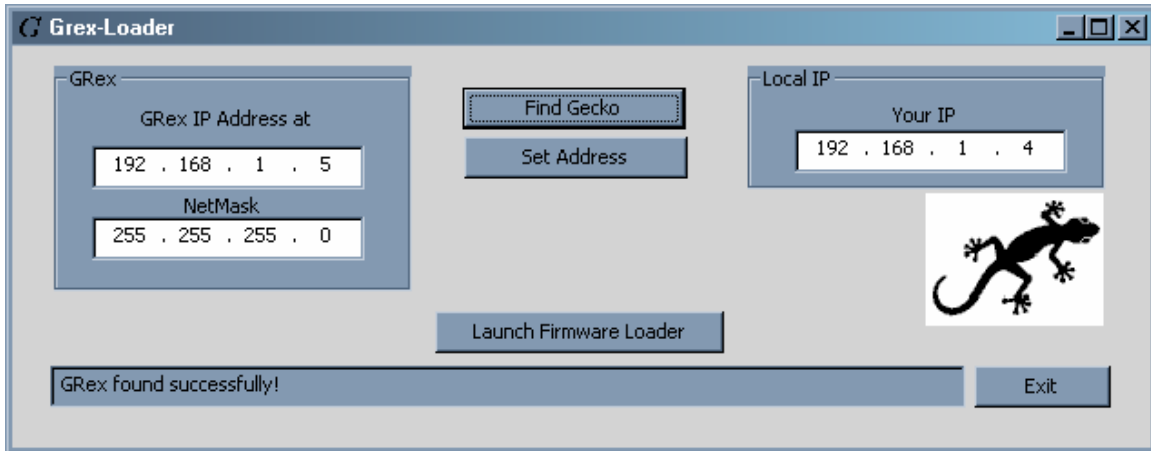 G Grex-Loader
GRex
GRex IP Address at
192 . 168 . 1 . 5
NetMask
255 . 255 . 255 . 0
Find Gecko
Set Address
Local IP
Your IP
192 . 168 . 1 . 4
Launch Firmware Loader
GRex found successfully!
Exit